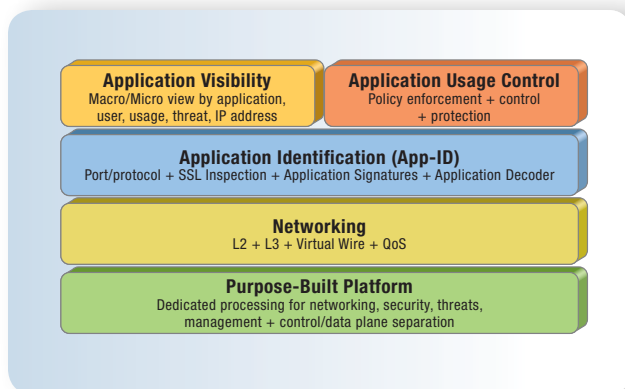 Application Visibility
Macro/Micro view by application,
user, usage, threat, IP address
Application Usage Control
Policy enforcement + control
+ protection
Application Identification (App-ID)
Port/protocol + SSL Inspection + Application Signatures + Application Decoder
Networking
L2 + L3 + Virtual Wire + QoS
Purpose-Built Platform
Dedicated processing for networking, security, threats,
management + control/data plane separation